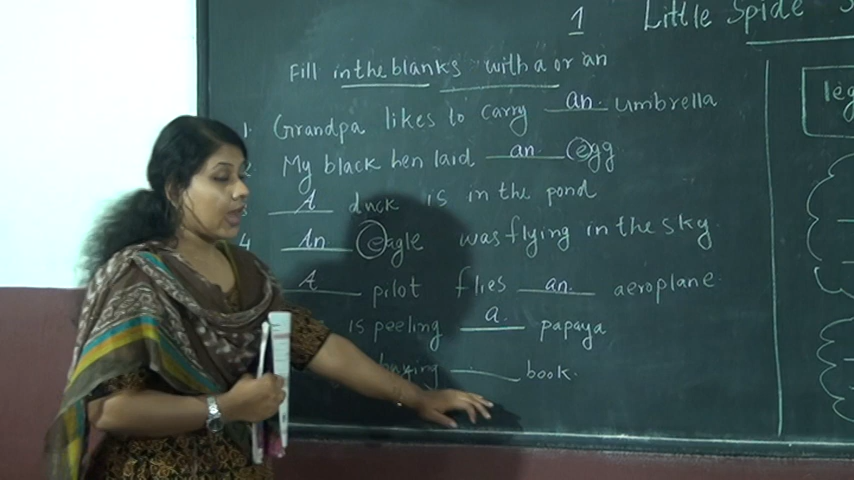 1 Little Spide
Fill in the blanks with a or an
1. Grandpa likes to carry an umbrella
My black hen laid an egg
A duck is in the pond
4 An eagle was flying in the sky
A pilot flies an aeroplane
is peeling a papaya
buying ______ book.